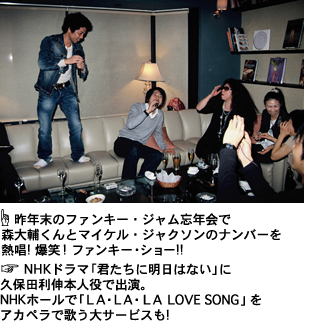 ☝ 昨年末のファンキー・ジャム忘年会で
森大輔くんとマイケル・ジャクソンのナンバーを
熱唱! 爆笑! ファンキー・ショー!!
☞ NHKドラマ「君たちに明日はない」に
久保田利伸本人役で出演。
NHKホールで「LA・LA・LA LOVE SONG」を
アカペラで歌う大サービスも!